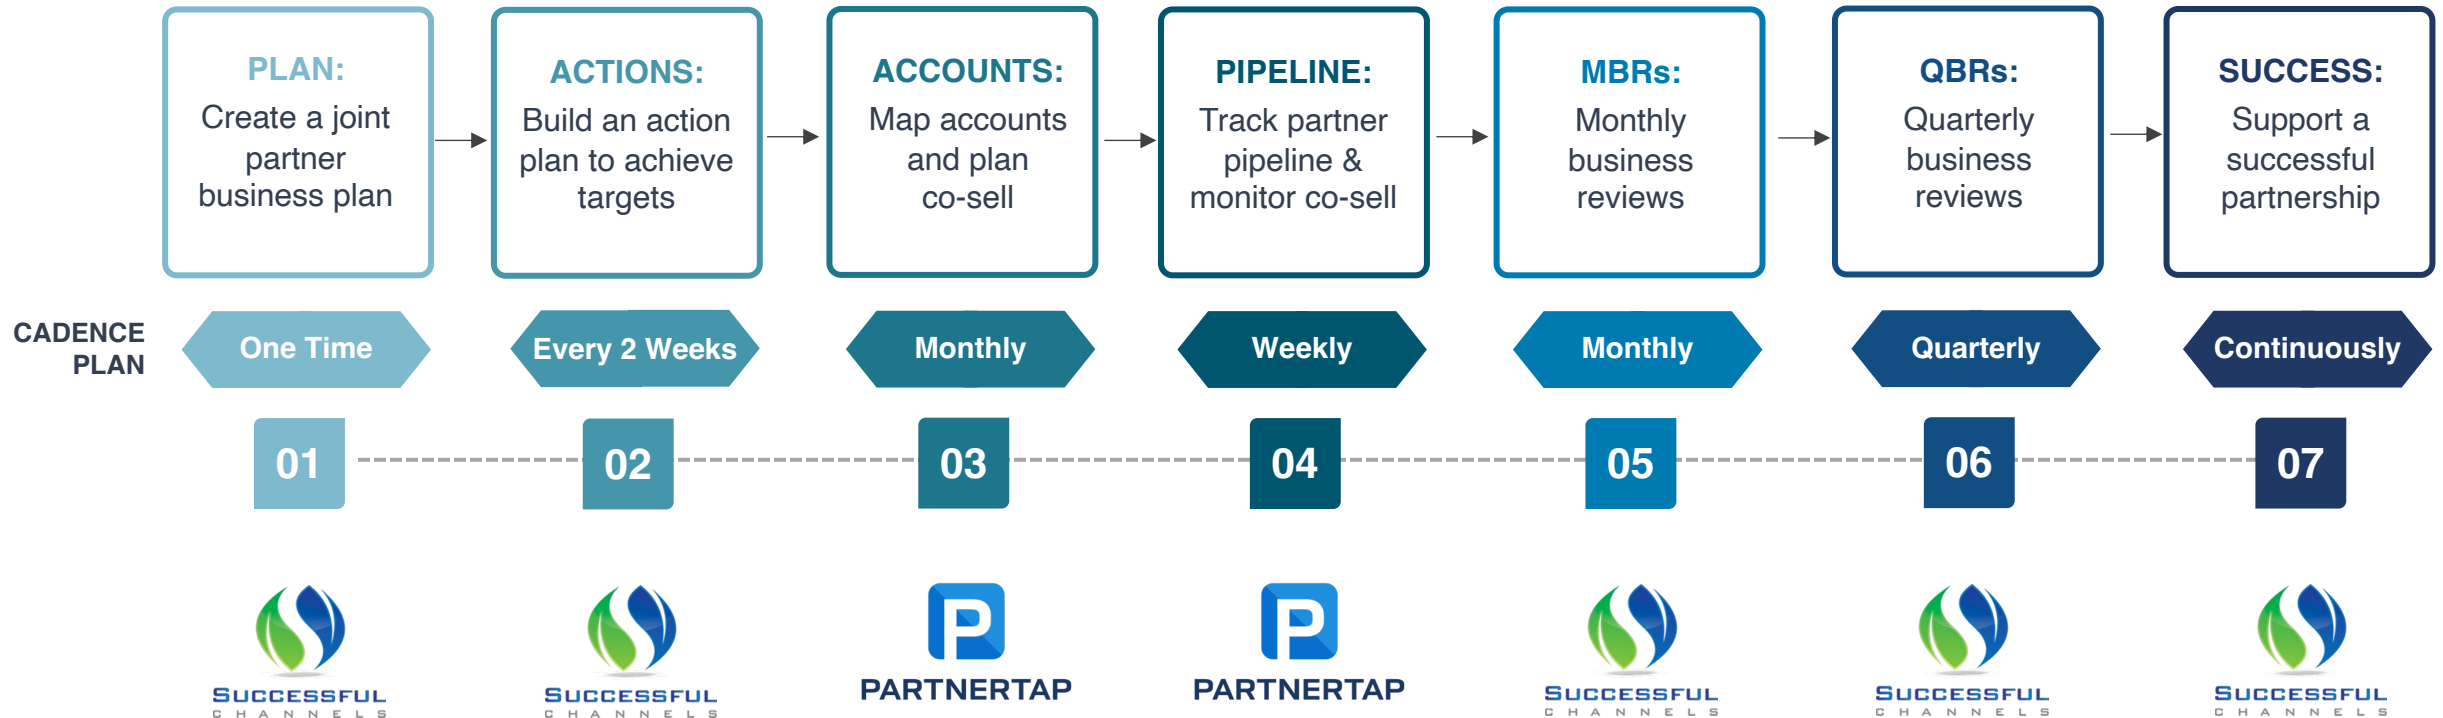 PLAN:
Create a joint
partner
business plan
ACTIONS:
Build an action
plan to achieve
targets
ACCOUNTS:
Map accounts
and plan
co-sell
PIPELINE:
Track partner
pipeline &
monitor co-sell
MBRs:
Monthly
business
reviews
QBRs:
Quarterly
business
reviews
SUCCESS:
Support a
successful
partnership
CADENCE
PLAN
One Time
Every 2 Weeks
Monthly
Weekly
Monthly
Quarterly
Continuously
01
02
03
04
05
06
07
SUCCESSFUL
CHANNELS
SUCCESSFUL
CHANNELS
P
PARTNERTAP
P
PARTNERTAP
SUCCESSFUL
CHANNELS
SUCCESSFUL
CHANNELS
SUCCESSFUL
CHANNELS